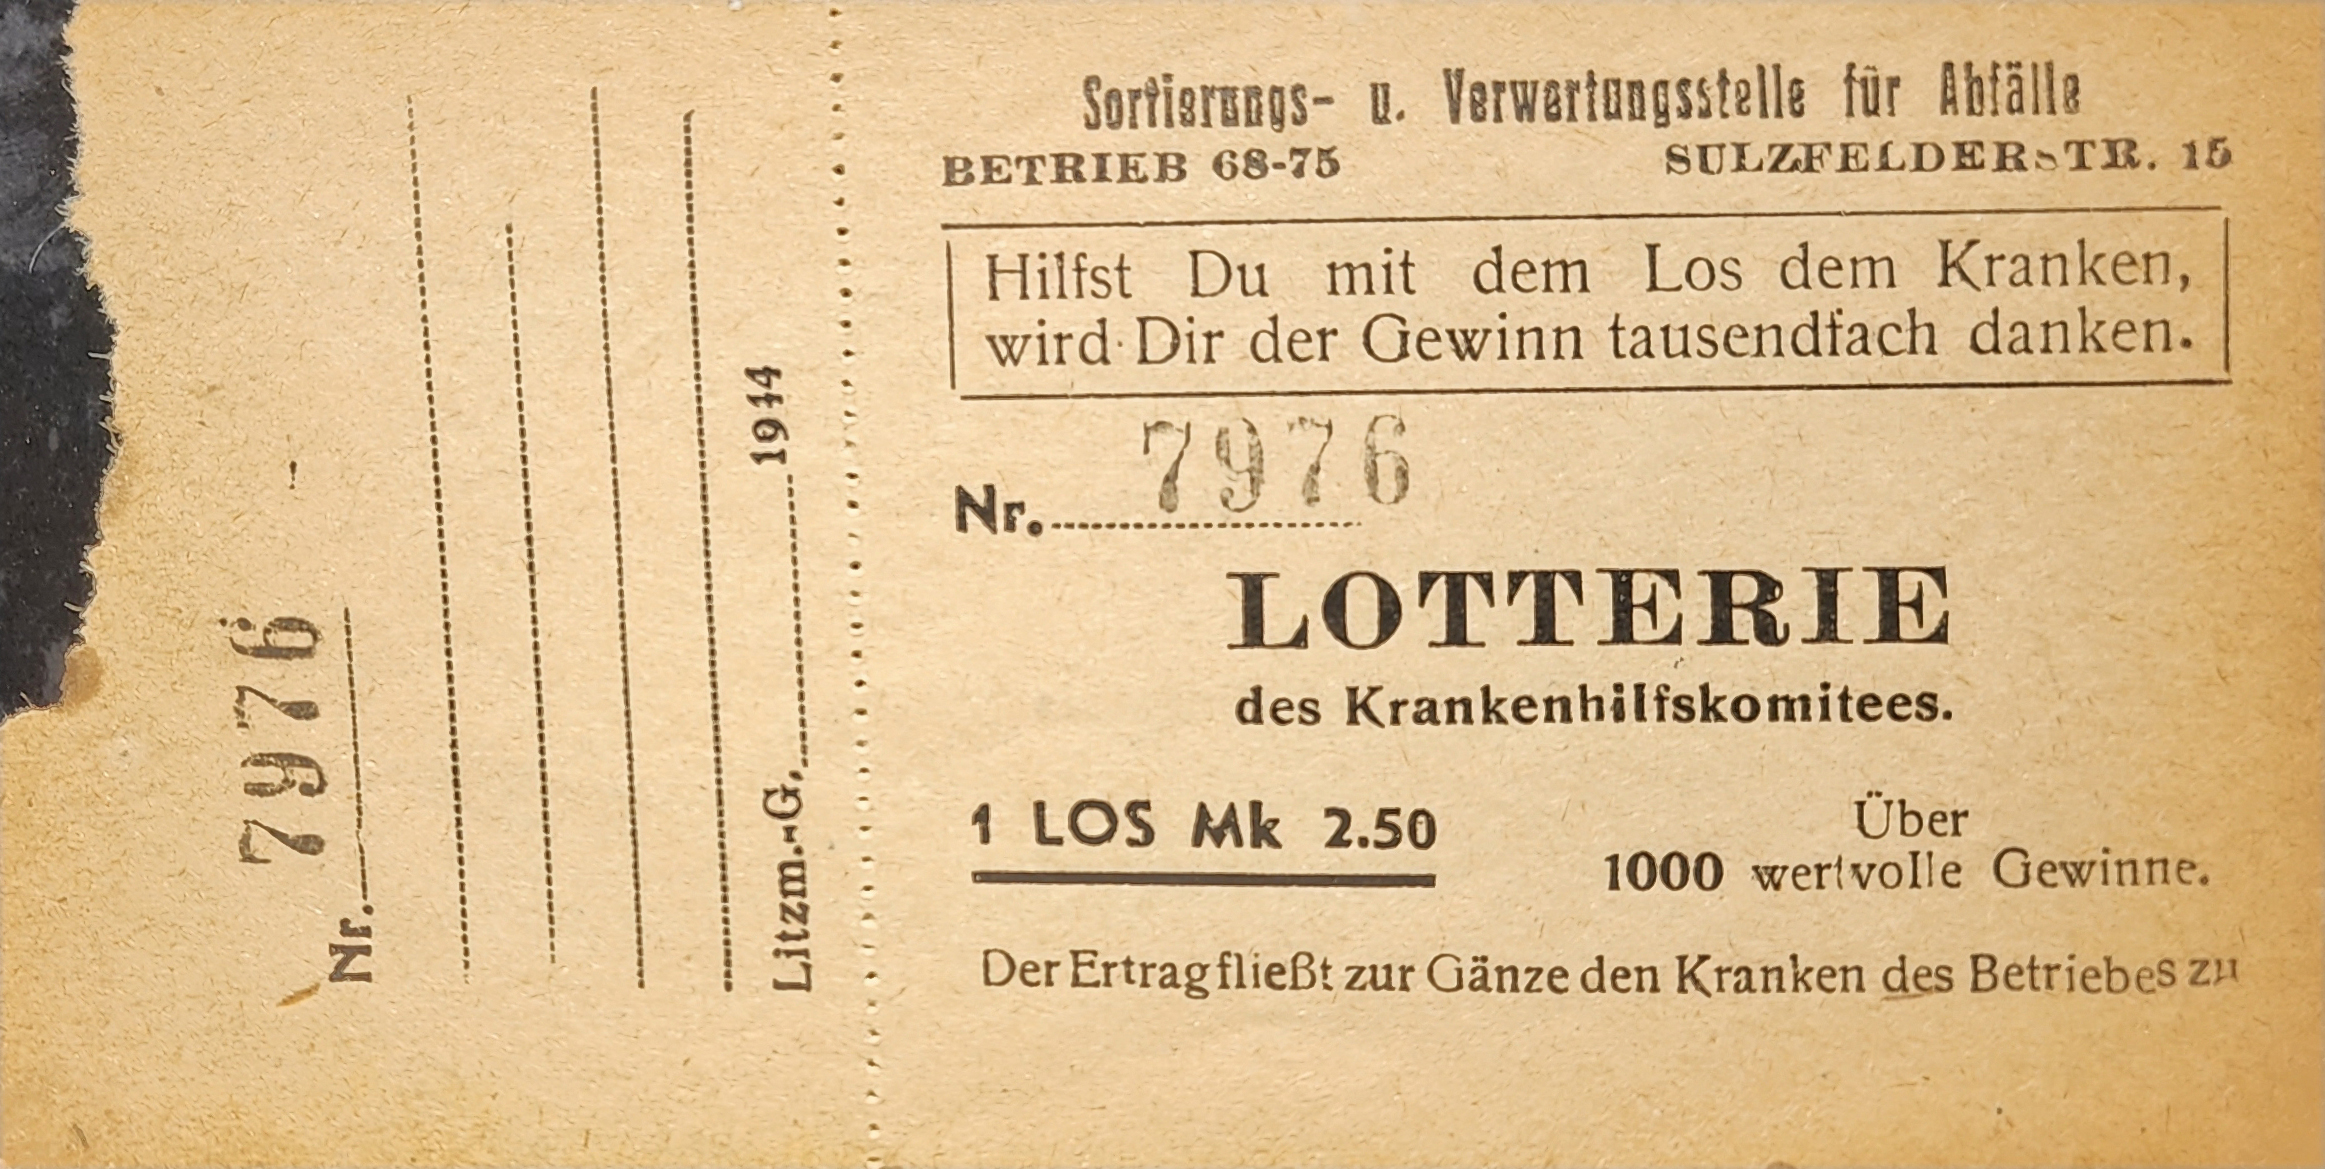 Nr. 7976
Litzm.-G, 1944
Sortierungs- u. Verwertungsstelle für Abfälle
BETRIEB 68-75 SULZFELDERSTR. 15
Hilfst Du mit dem Los dem Kranken,
wird Dir der Gewinn tausendfach danken.
Nr. 7976
LOTTERIE
des Krankenhilfskomitees.
1 LOS Mk 2.50
Über
1000 wertvolle Gewinne.
Der Ertrag fließt zur Gänze den Kranken des Betriebes zu